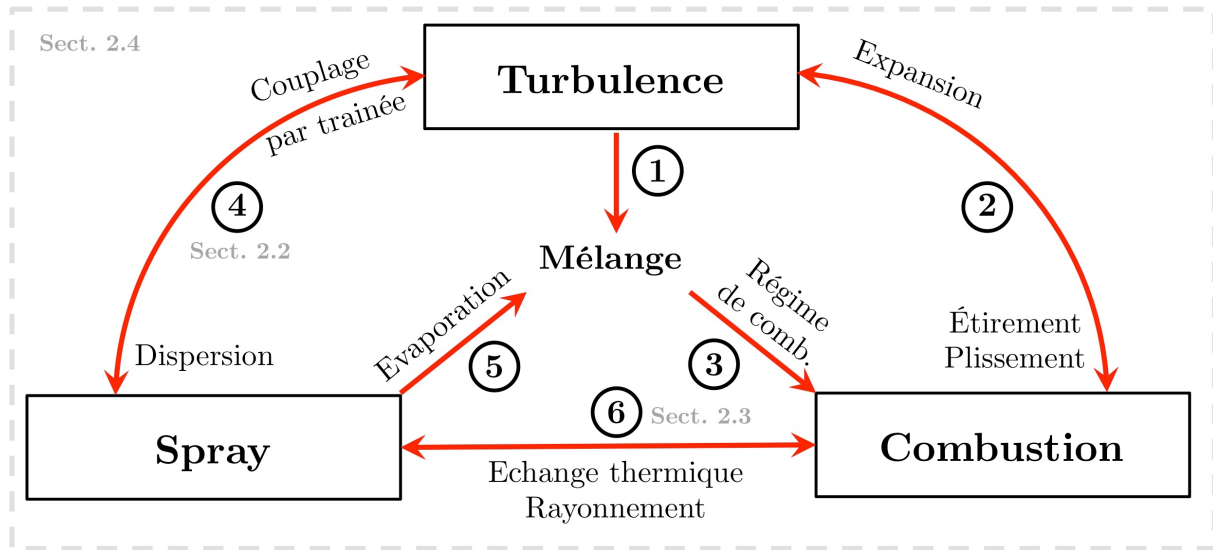 Sect. 2.4
Couplage
par trainée
Turbulence
Expansion
1
4
Sect. 2.2
2
Mélange
Evaporation
5
Régime
de comb.
3
Dispersion
Étirement
Plissement
6 Sect. 2.3
Spray
Combustion
Echange thermique
Rayonnement